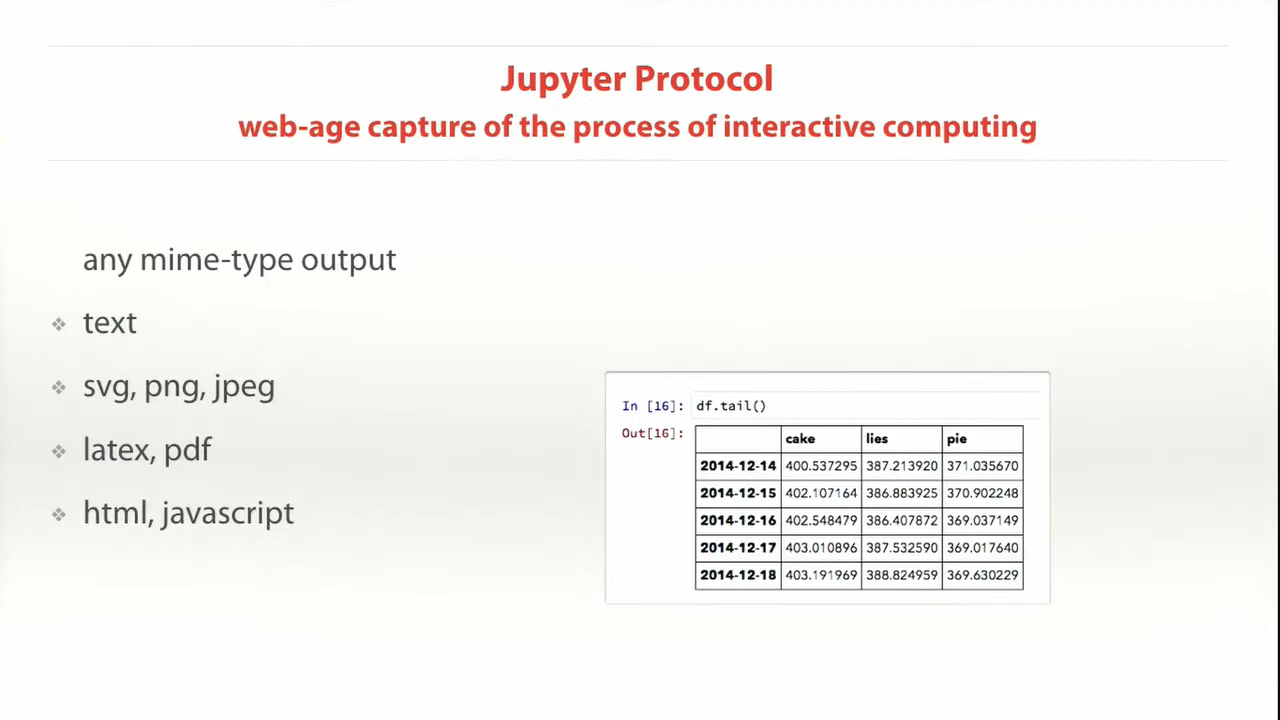 Jupyter Protocol
web-age capture of the process of interactive computing
any mime-type output
text
svg, png, jpeg
latex, pdf
html, javascript
In [16]: df.tail()
Out[16]:
cake lies pie
2014-12-14 400.537295 387.213920 371.035670
2014-12-15 402.107164 386.883925 370.902248
2014-12-16 402.548479 386.407872 369.037149
2014-12-17 403.010896 387.532590 369.017640
2014-12-18 403.191969 388.824959 369.630229